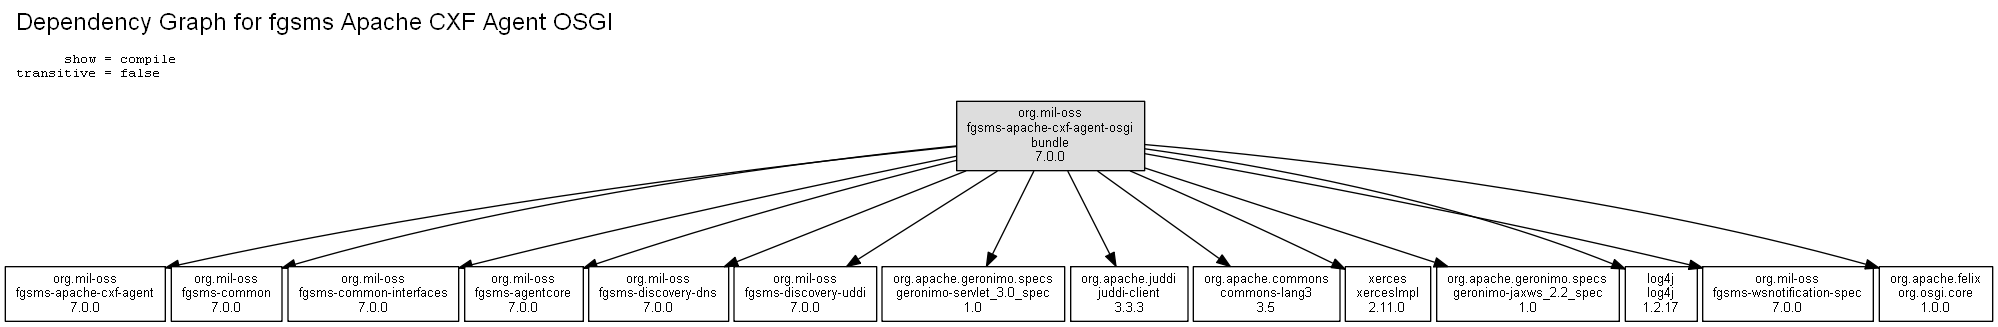 Dependency Graph for fgsms Apache CXF Agent OSGI
show = compile
transitive = false
org.mil-oss
fgsms-apache-cxf-agent-osgi
bundle
7.0.0
org.mil-oss
fgsms-apache-cxf-agent
7.0.0
org.mil-oss
fgsms-common
7.0.0
org.mil-oss
fgsms-common-interfaces
7.0.0
org.mil-oss
fgsms-agentcore
7.0.0
org.mil-oss
fgsms-discovery-dns
7.0.0
org.mil-oss
fgsms-discovery-uddi
7.0.0
org.apache.geronimo.specs
geronimo-servlet_3.0_spec
1.0
org.apache.juddi
juddi-client
3.3.3
org.apache.commons
commons-lang3
3.5
xerces
xercesImpl
2.11.0
org.apache.geronimo.specs
geronimo-jaxws_2.2_spec
1.0
log4j
log4j
1.2.17
org.mil-oss
fgsms-wsnotification-spec
7.0.0
org.apache.felix
org.osgi.core
1.0.0